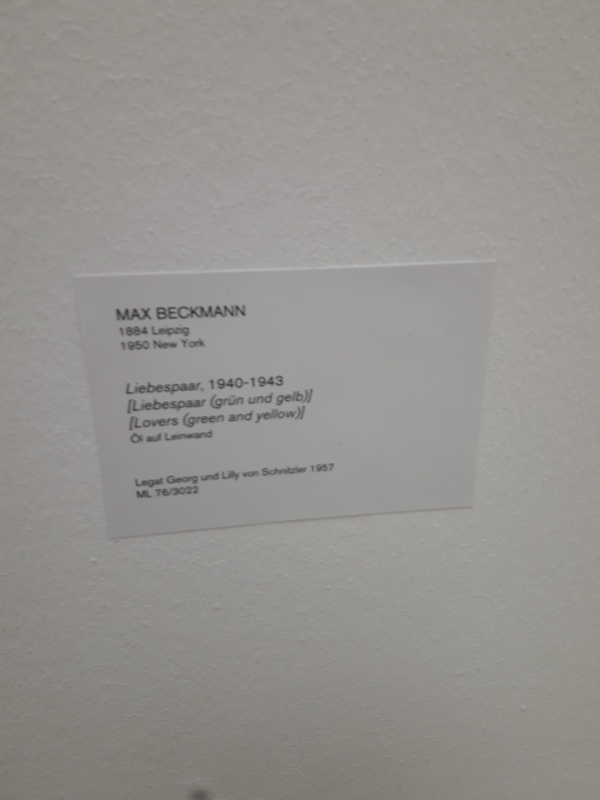 MAX BECKMANN
1884 Leipzig
1950 New York
Liebespaar, 1940-1943
[Liebespaar (grün und gelb)]
[Lovers (green and yellow)]
Öl auf Leinwand
Legat Georg und Lilly von Schnitzler 1957
ML 76/3022